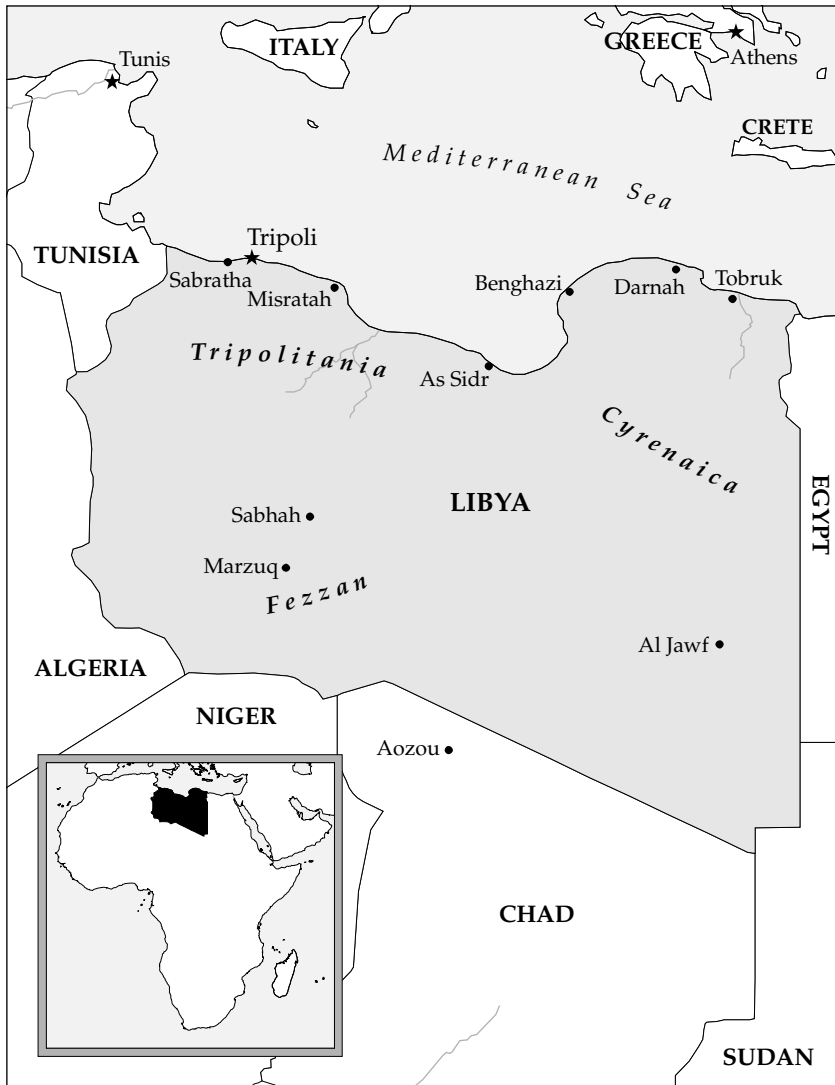 ITALY
GREECE
Tunis
Athens
CRETE
Mediterranean Sea
TUNISIA
Tripoli
Sabratha
Misratah
Benghazi
Darnah
Tobruk
Tripolitania
As Sidr
Cyrenaica
LIBYA
EGYPT
Sabhah
Marzuq
Fezzan
Al Jawf
ALGERIA
NIGER
Aozou
CHAD
SUDAN